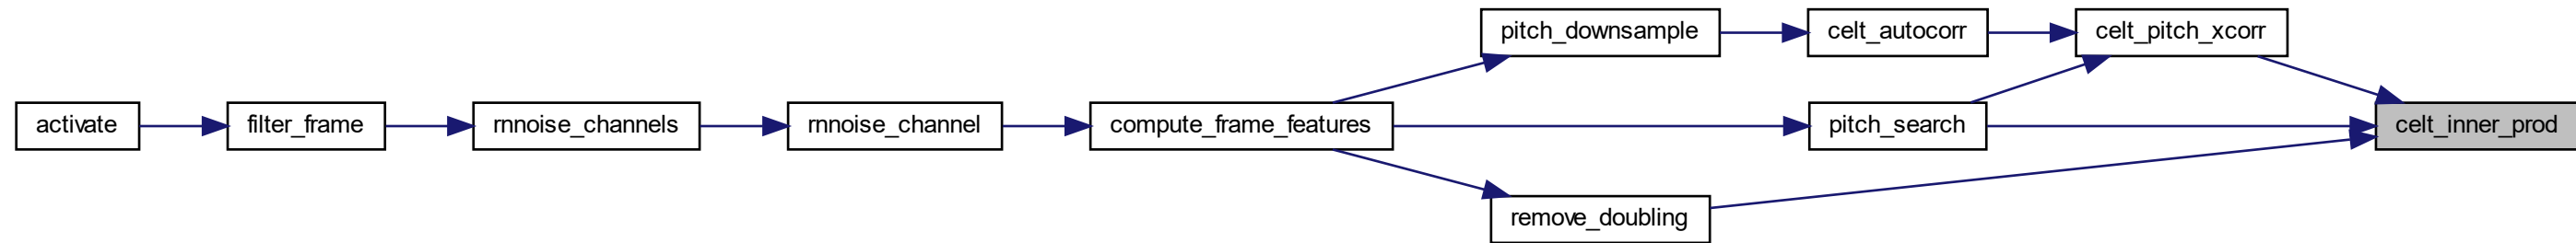 pitch_downsample
celt_autocorr
celt_pitch_xcorr
activate
filter_frame
rnnoise_channels
rnnoise_channel
compute_frame_features
pitch_search
celt_inner_prod
remove_doubling